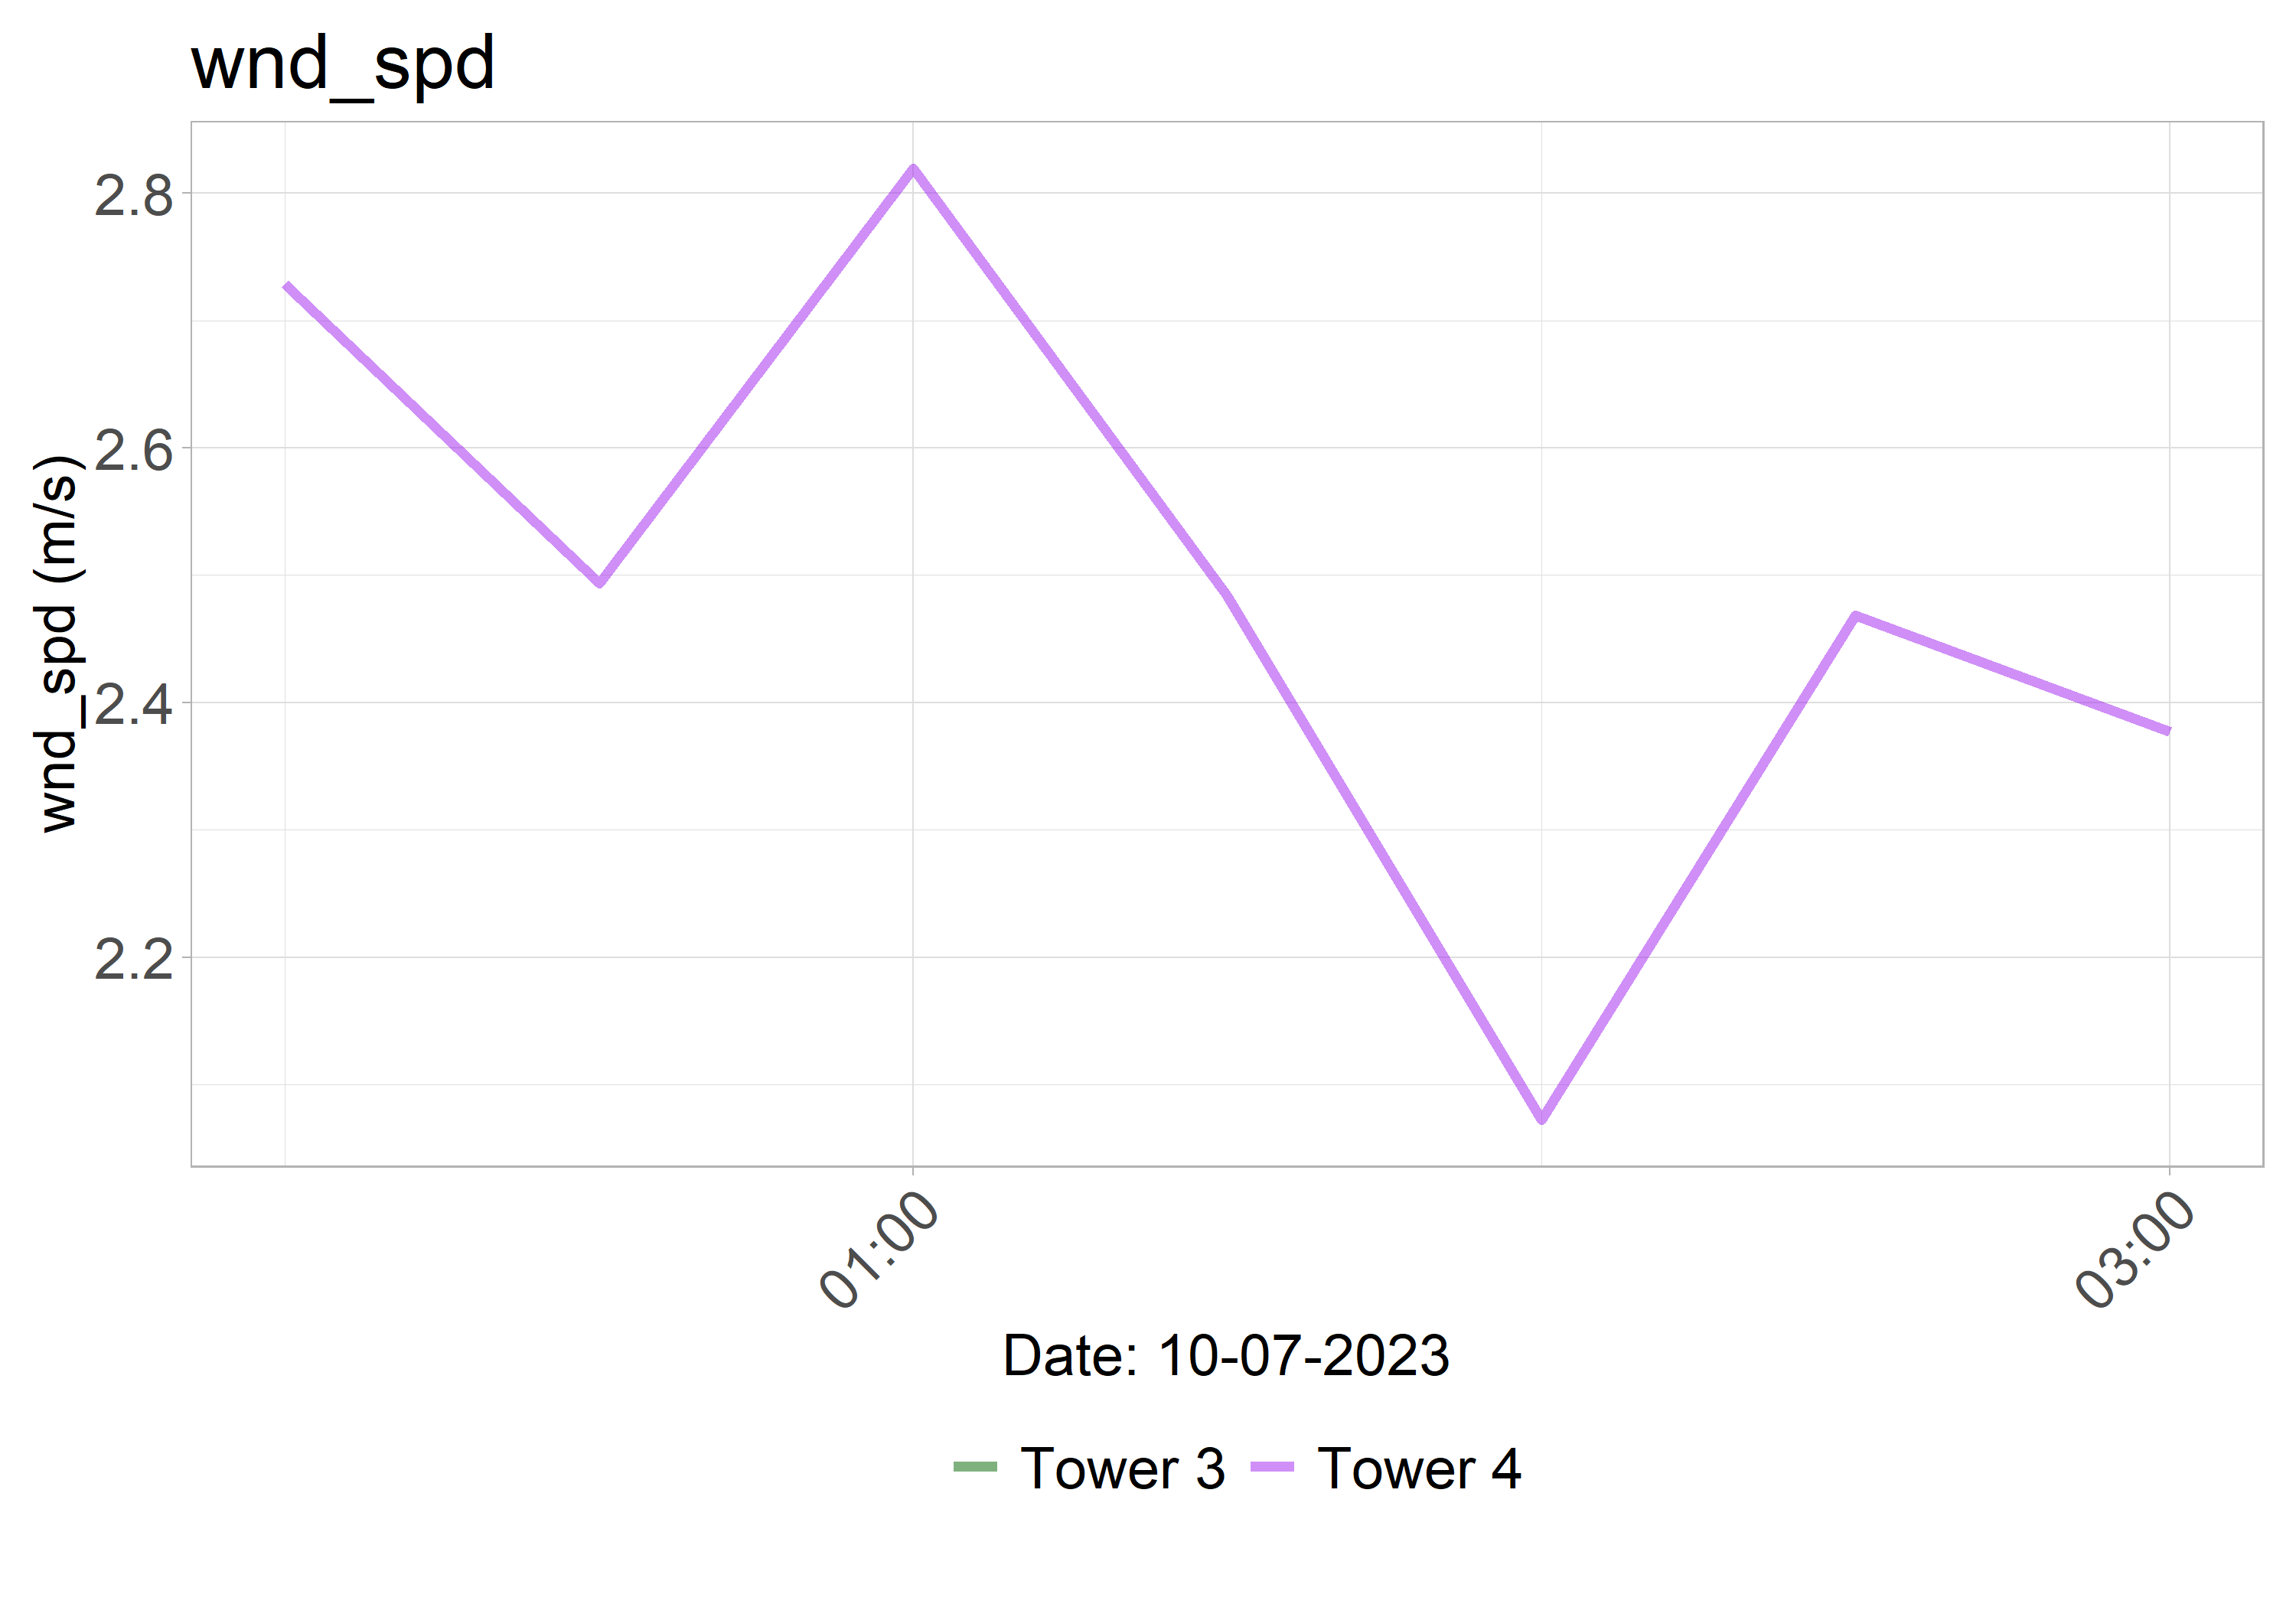 wnd_spd
wnd_spd (m/s)
2.8
2.6
2.4
2.2
01:00
03:00
Date: 10-07-2023
Tower 3
Tower 4